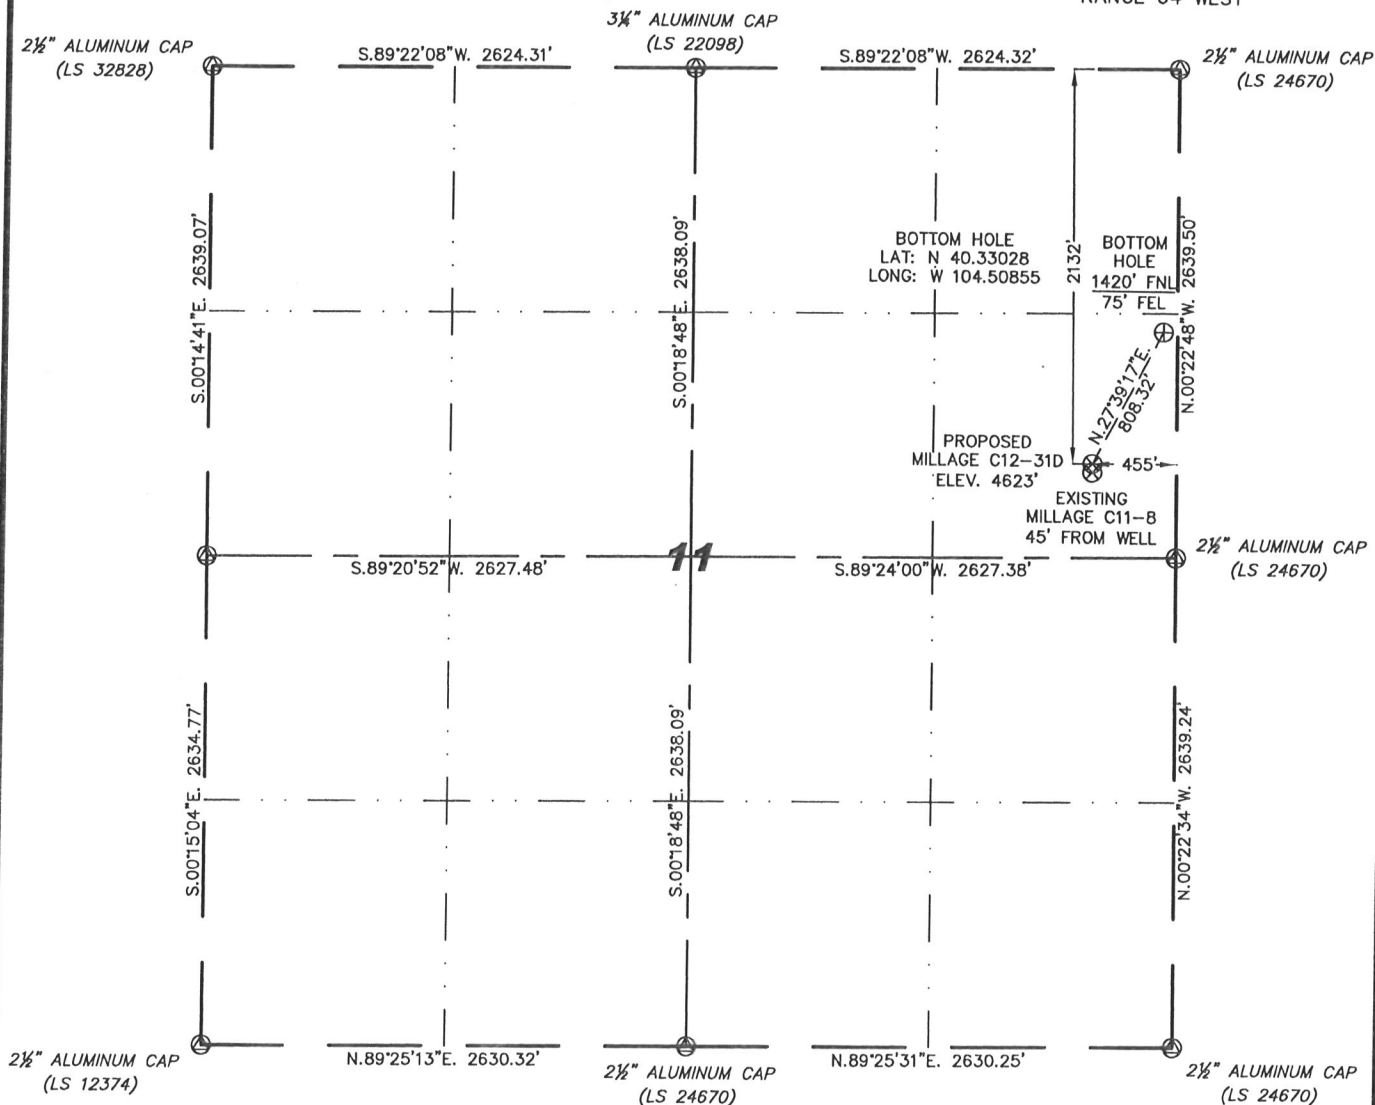 RANGE 64 WEST
3¼" ALUMINUM CAP
(LS 22098)
2½" ALUMINUM CAP
(LS 32828)
S.89°22'08"W. 2624.31'
S.89°22'08"W. 2624.32'
2½" ALUMINUM CAP
(LS 24670)
S.00°14'41"E. 2639.07'
S.00°18'48"E. 2638.09'
BOTTOM HOLE
LAT: N 40.33028
LONG: W 104.50855
2132'
BOTTOM
HOLE
1420' FNL
75' FEL
N.00°22'48"W. 2639.50'
N.27°39'17"E.
808.32'
PROPOSED
MILLAGE C12-31D
ELEV. 4623'
455'
EXISTING
MILLAGE C11-8
45' FROM WELL
11
S.89°20'52"W. 2627.48'
S.89°24'00"W. 2627.38'
2½" ALUMINUM CAP
(LS 24670)
S.00°15'04"E. 2634.77'
S.00°18'48"E. 2638.09'
N.00°22'34"W. 2639.24'
2½" ALUMINUM CAP
(LS 12374)
N.89°25'13"E. 2630.32'
2½" ALUMINUM CAP
(LS 24670)
N.89°25'31"E. 2630.25'
2½" ALUMINUM CAP
(LS 24670)